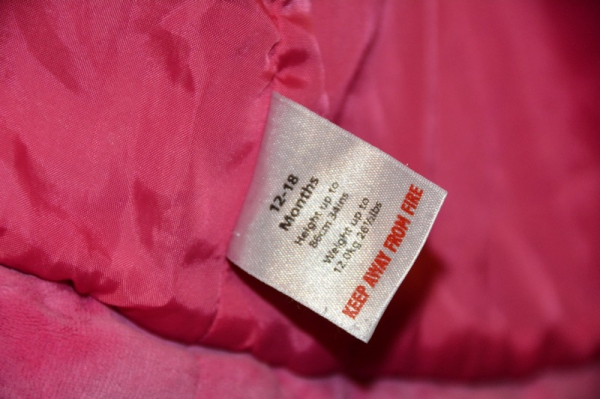 12-18
Months
Height up to
86cm 34ins
Weight up to
12.0kg 26½lbs
KEEP AWAY FROM FIRE